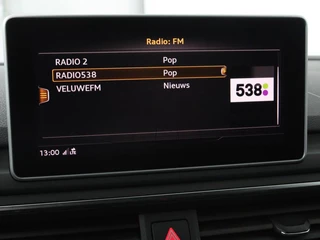 Radio: FM
RADIO 2 Pop
RADIO538 Pop
538
VELUWEFM Nieuws
13:00